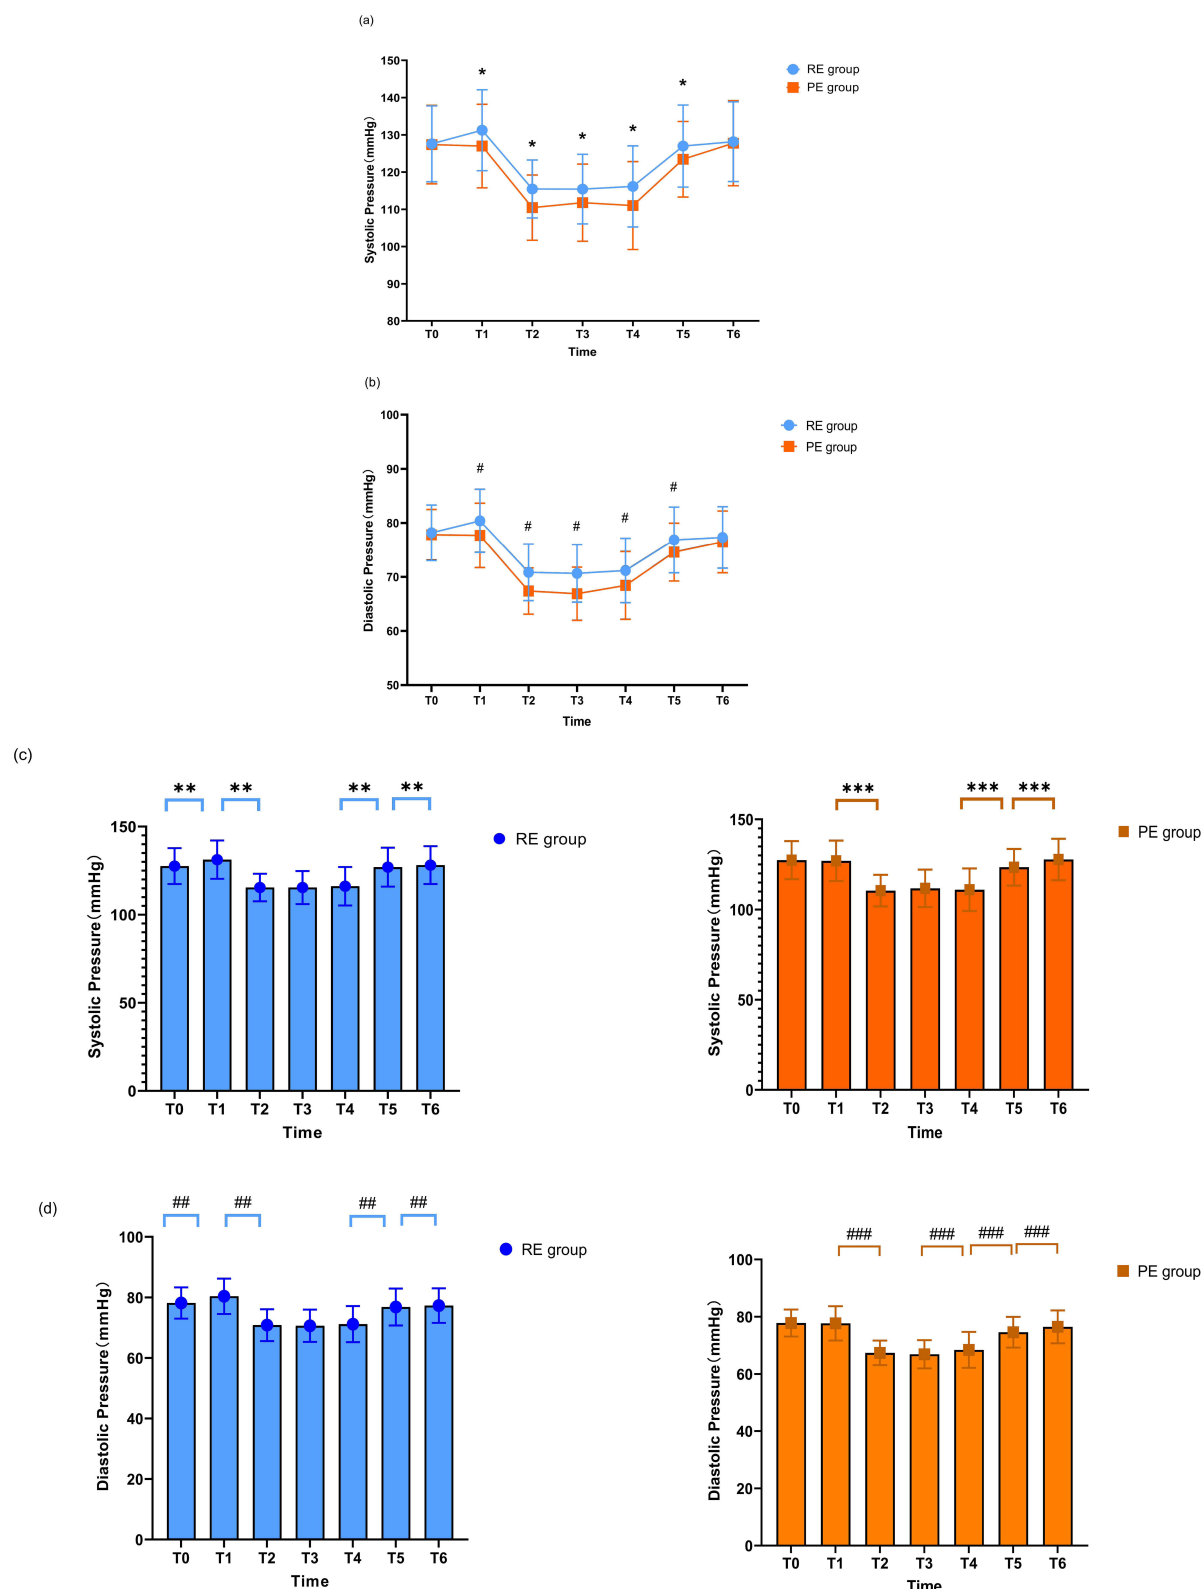 (a)
150
140
130
120
110
100
90
80
Systolic Pressure(mmHg)
* * * * *
T0 T1 T2 T3 T4 T5 T6
Time
RE group
PE group
(b)
100
90
80
70
60
50
Diastolic Pressure(mmHg)
# # # # #
T0 T1 T2 T3 T4 T5 T6
Time
RE group
PE group
(c)
** ** ** **
150
100
50
0
Systolic Pressure(mmHg)
T0 T1 T2 T3 T4 T5 T6
Time
RE group
*** *** ***
150
100
50
0
Systolic Pressure(mmHg)
T0 T1 T2 T3 T4 T5 T6
Time
PE group
(d)
## ## ## ##
100
80
60
40
20
0
Diastolic Pressure(mmHg)
T0 T1 T2 T3 T4 T5 T6
Time
RE group
### ### ### ###
100
80
60
40
20
0
Diastolic Pressure(mmHg)
T0 T1 T2 T3 T4 T5 T6
Time
PE group